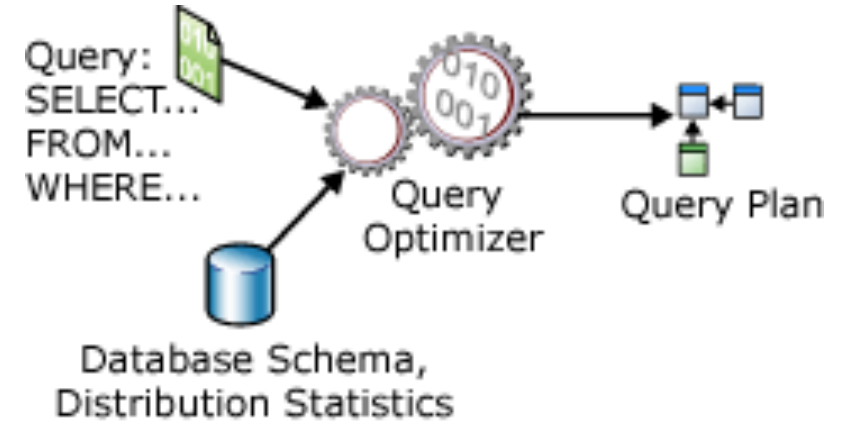 Query:
SELECT...
FROM...
WHERE...
010
001
010
001
Query
Optimizer
Query Plan
Database Schema,
Distribution Statistics